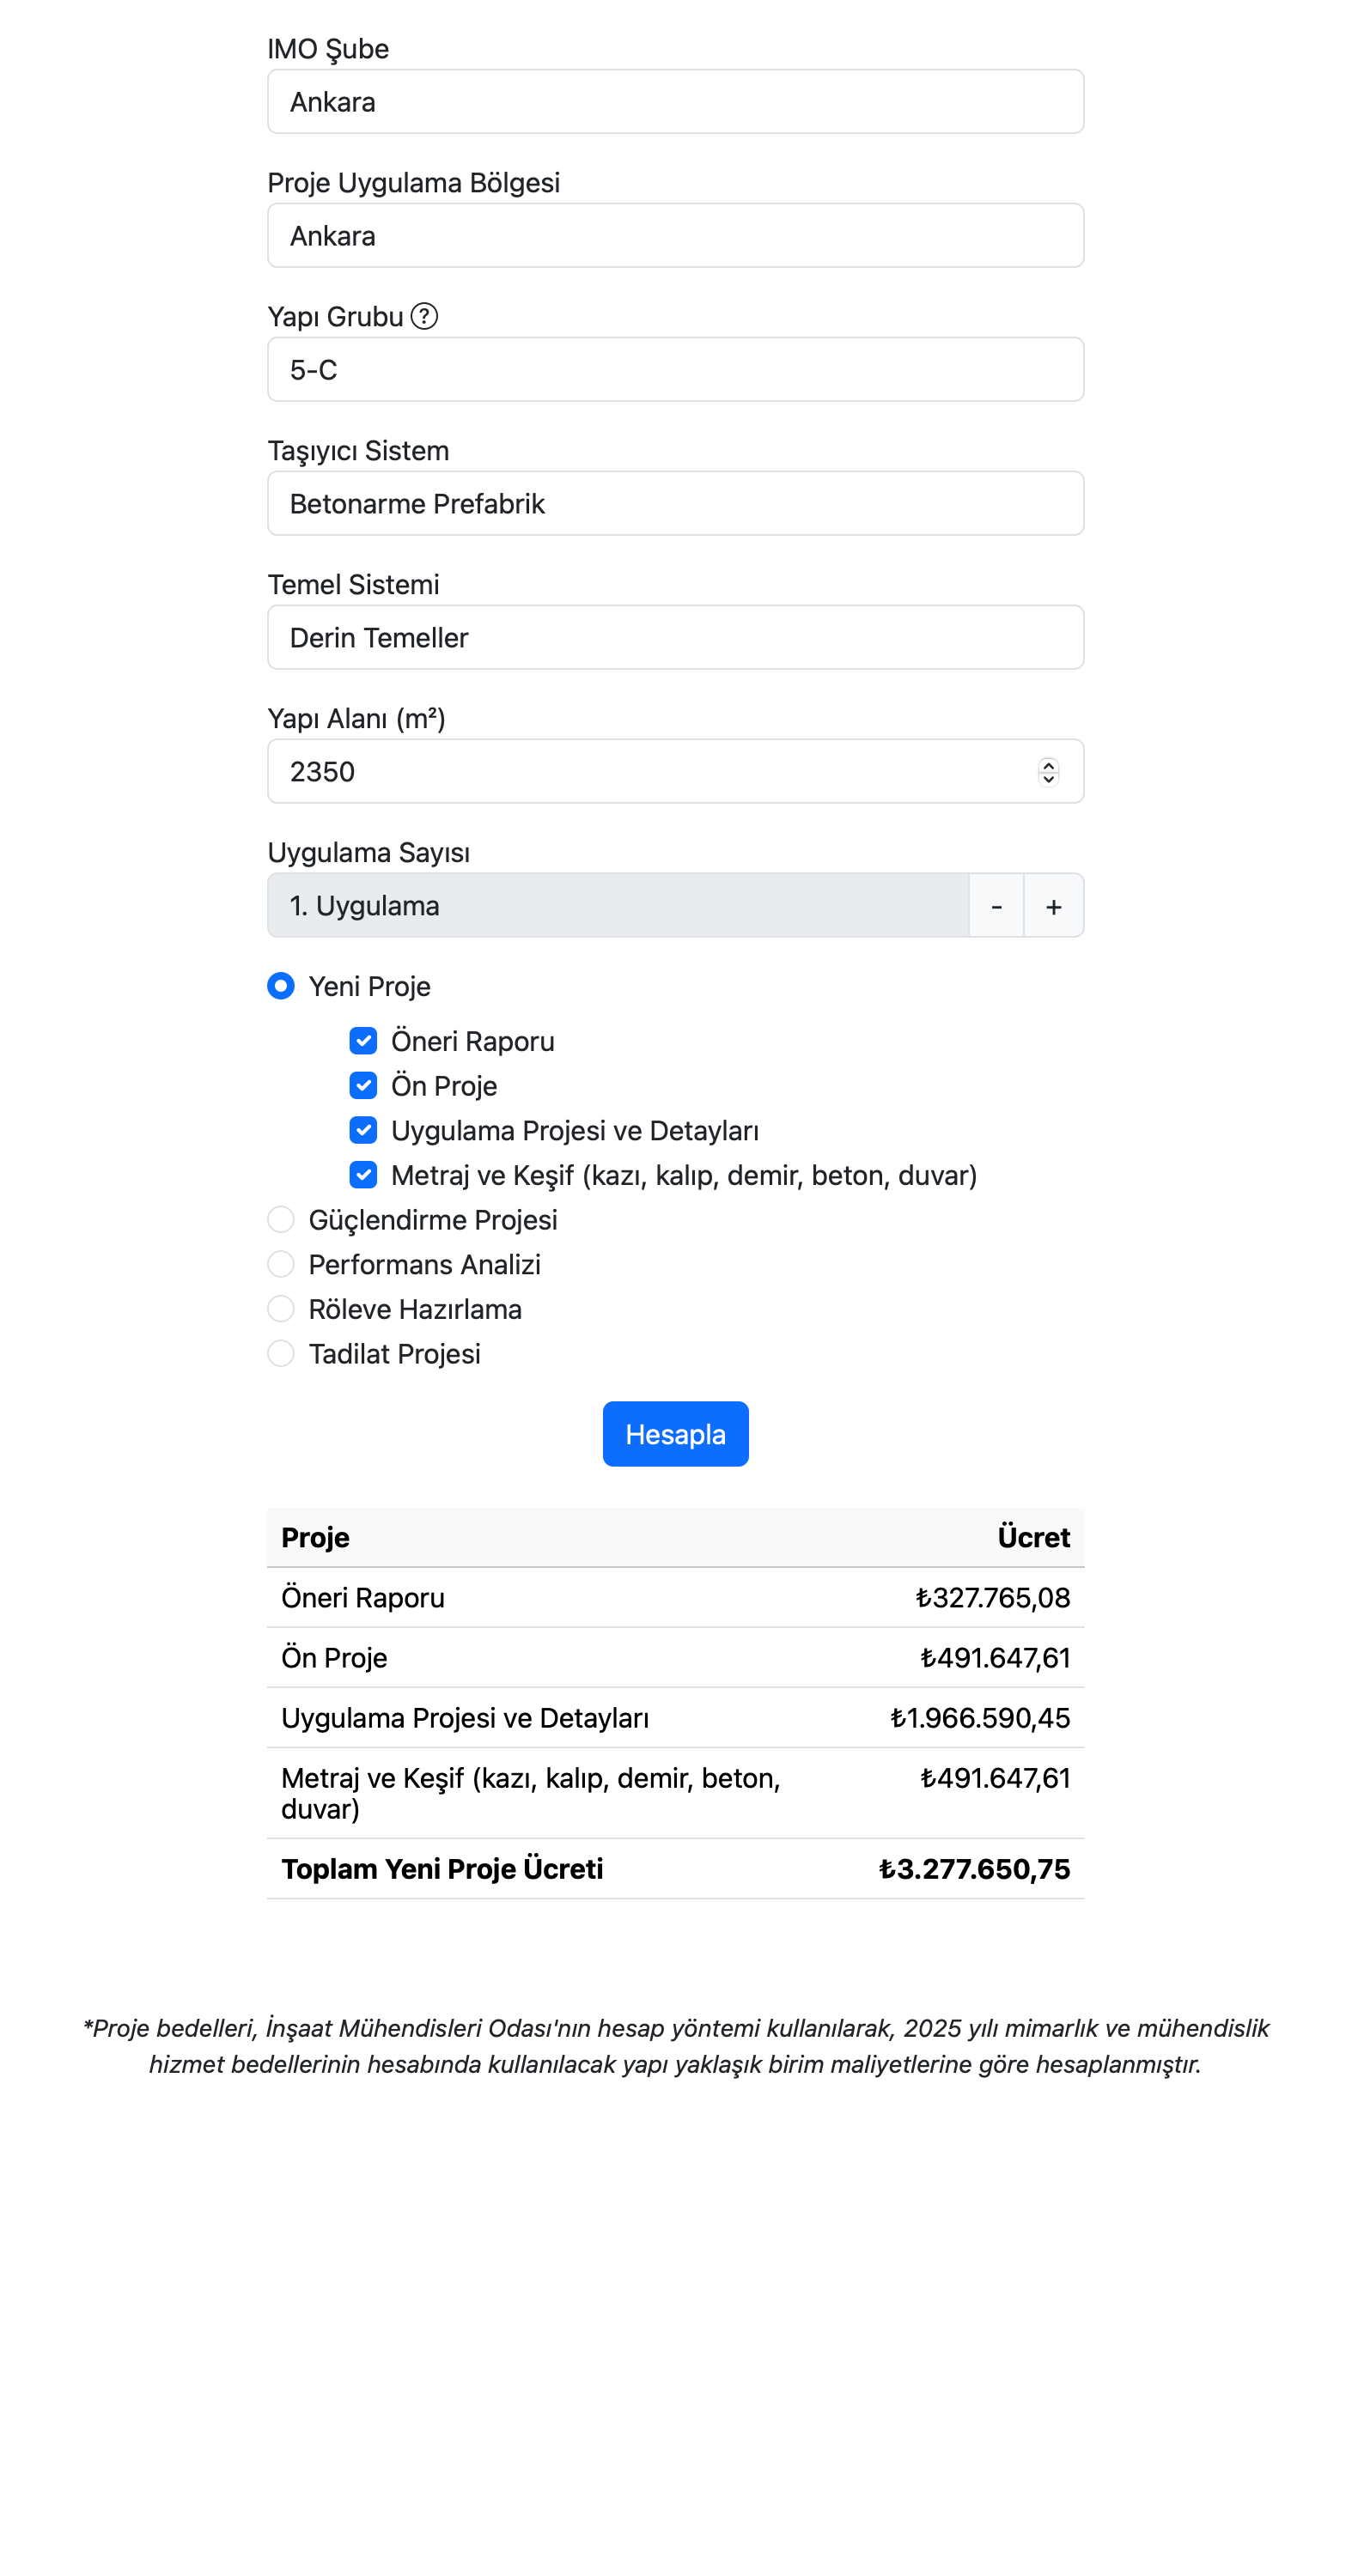 IMO Şube
Ankara
Proje Uygulama Bölgesi
Ankara
Yapı Grubu ?
5-C
Taşıyıcı Sistem
Betonarme Prefabrik
Temel Sistemi
Derin Temeller
Yapı Alanı (m²)
2350
Uygulama Sayısı
1. Uygulama - +
Yeni Proje
Öneri Raporu
Ön Proje
Uygulama Projesi ve Detayları
Metraj ve Keşif (kazı, kalıp, demir, beton, duvar)
Güçlendirme Projesi
Performans Analizi
Röleve Hazırlama
Tadilat Projesi
Hesapla
Proje Ücret
Öneri Raporu ₺327.765,08
Ön Proje ₺491.647,61
Uygulama Projesi ve Detayları ₺1.966.590,45
Metraj ve Keşif (kazı, kalıp, demir, beton, ₺491.647,61
duvar)
Toplam Yeni Proje Ücreti ₺3.277.650,75
*Proje bedelleri, İnşaat Mühendisleri Odası'nın hesap yöntemi kullanılarak, 2025 yılı mimarlık ve mühendislik
hizmet bedellerinin hesabında kullanılacak yapı yaklaşık birim maliyetlerine göre hesaplanmıştır.